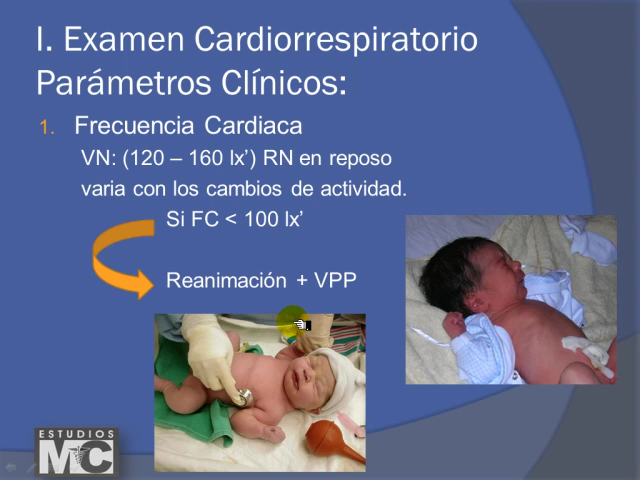 I. Examen Cardiorrespiratorio
Parámetros Clínicos:
1. Frecuencia Cardiaca
VN: (120 – 160 lx’) RN en reposo
varia con los cambios de actividad.
Si FC < 100 lx’
Reanimación + VPP
ESTUDIOS
MC